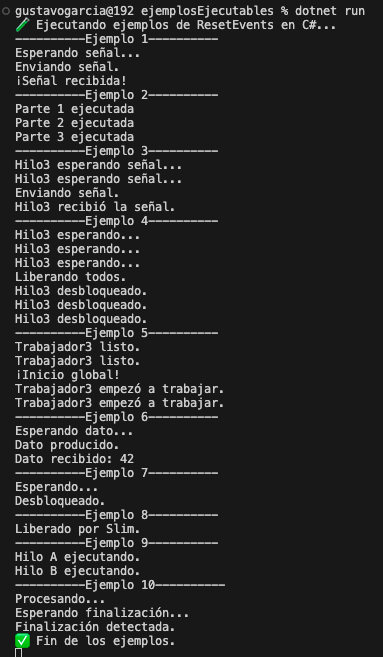 gustavogarcia@192 ejemplosEjecutables % dotnet run
🧪 Ejecutando ejemplos de ResetEvents en C#...
----------Ejemplo 1----------
Esperando señal...
Enviando señal.
¡Señal recibida!
----------Ejemplo 2----------
Parte 1 ejecutada
Parte 2 ejecutada
Parte 3 ejecutada
----------Ejemplo 3----------
Hilo3 esperando señal...
Hilo3 esperando señal...
Enviando señal.
Hilo3 recibió la señal.
----------Ejemplo 4----------
Hilo3 esperando...
Hilo3 esperando...
Hilo3 esperando...
Liberando todos.
Hilo3 desbloqueado.
Hilo3 desbloqueado.
Hilo3 desbloqueado.
----------Ejemplo 5----------
Trabajador3 listo.
Trabajador3 listo.
¡Inicio global!
Trabajador3 empezó a trabajar.
Trabajador3 empezó a trabajar.
----------Ejemplo 6----------
Esperando dato...
Dato producido.
Dato recibido: 42
----------Ejemplo 7----------
Esperando...
Desbloqueado.
----------Ejemplo 8----------
Liberado por Slim.
----------Ejemplo 9----------
Hilo A ejecutando.
Hilo B ejecutando.
----------Ejemplo 10----------
Procesando...
Esperando finalización...
Finalización detectada.
✅ Fin de los ejemplos.